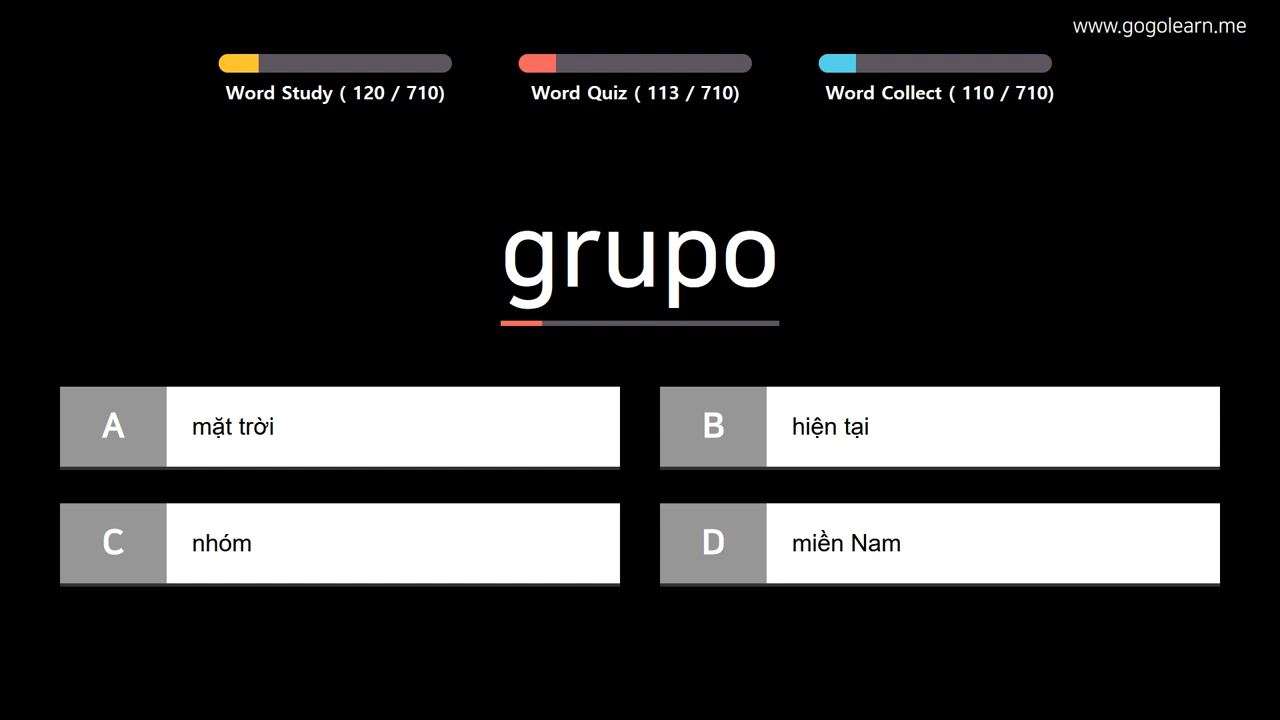 www.gogolearn.me
Word Study ( 120 / 710)
Word Quiz ( 113 / 710)
Word Collect ( 110 / 710)
grupo
A
mặt trời
B
hiện tại
C
nhóm
D
miền Nam